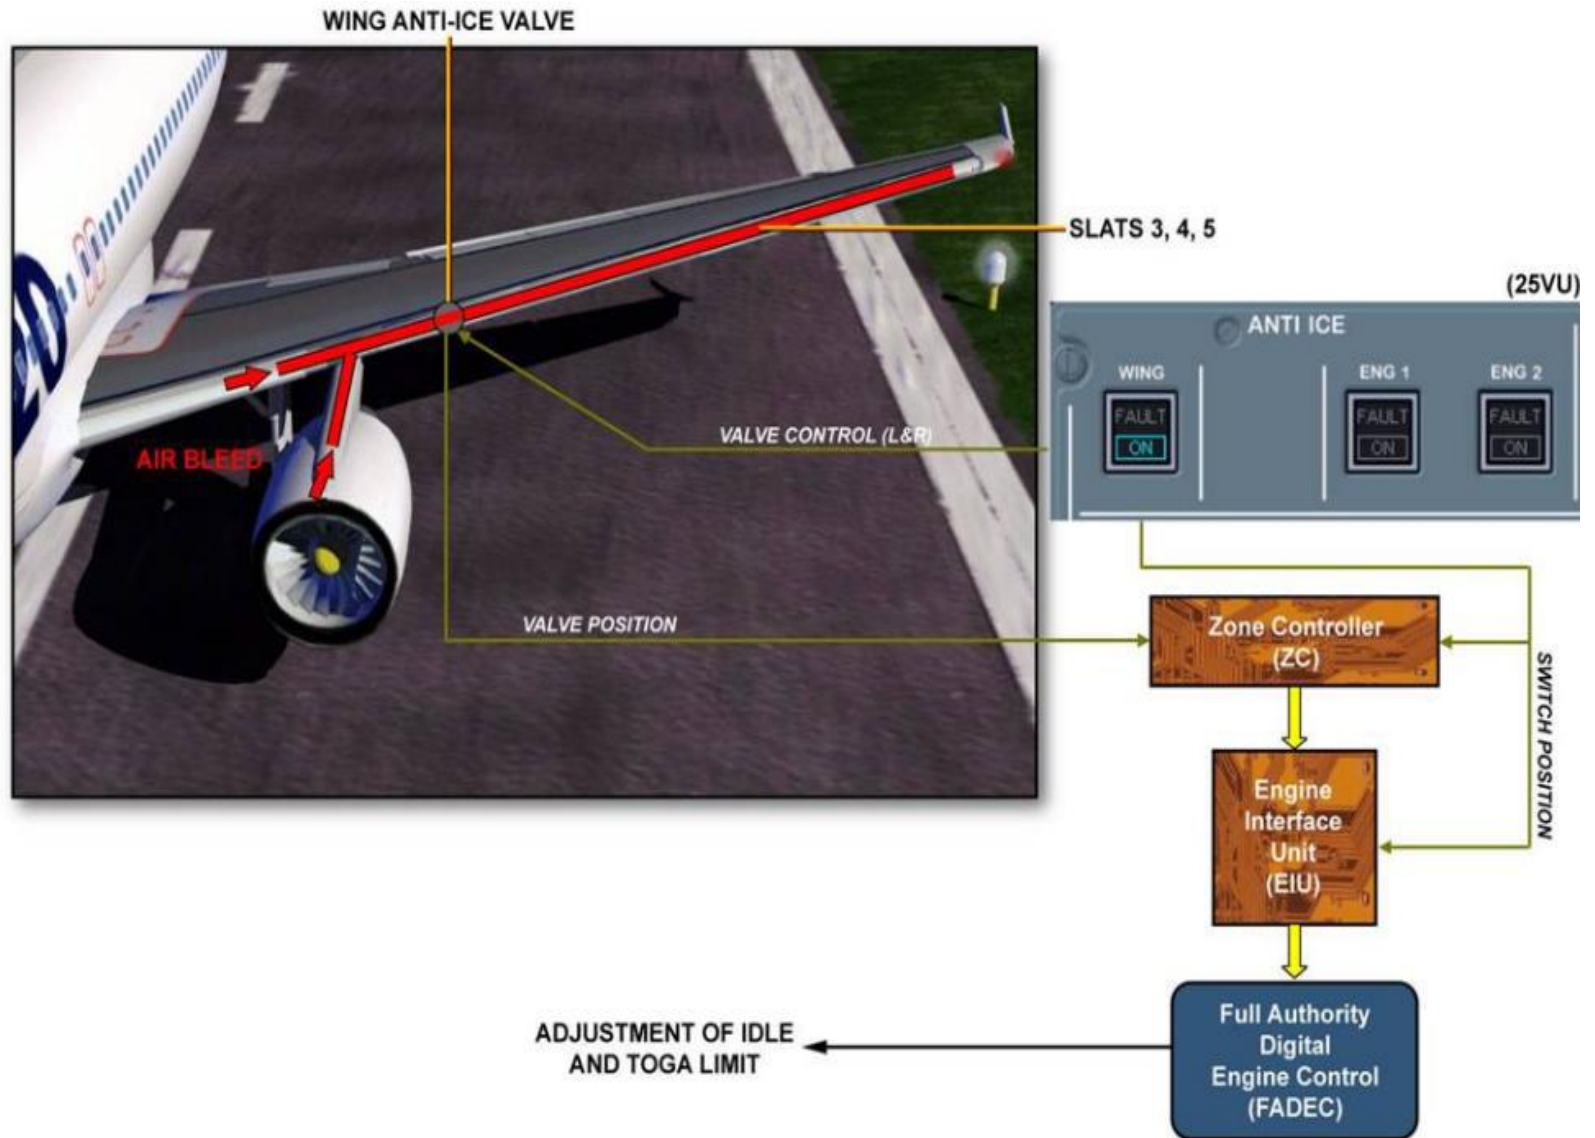 WING ANTI-ICE VALVE
SLATS 3, 4, 5
(25VU)
ANTI ICE
WING
ENG 1
ENG 2
FAULT
ON
FAULT
ON
FAULT
ON
VALVE CONTROL (L&R)
AIR BLEED
VALVE POSITION
Zone Controller
(ZC)
SWITCH POSITION
Engine
Interface
Unit
(EIU)
Full Authority
Digital
Engine Control
(FADEC)
ADJUSTMENT OF IDLE
AND TOGA LIMIT